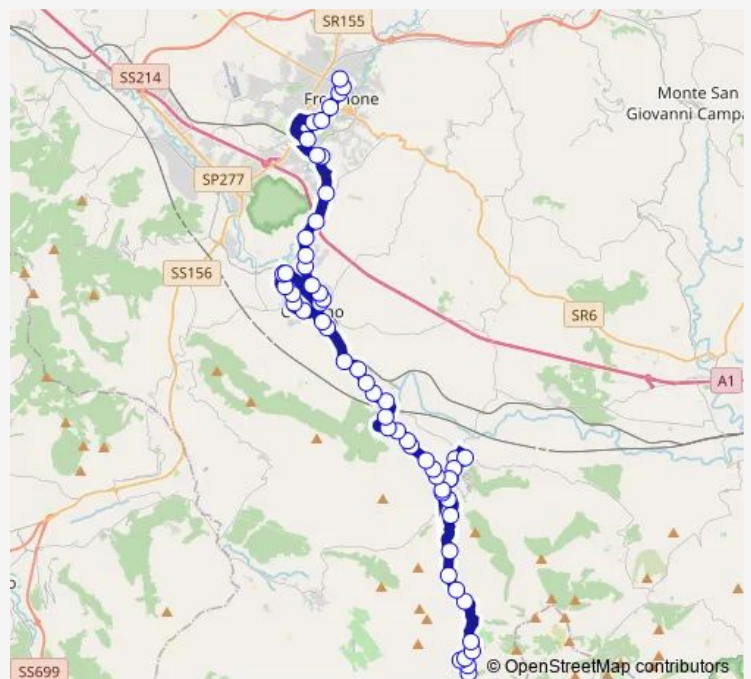 SR155
SS214
Monte San
Giovanni Campa
SP277
SS156
SR6
A1
SS699
© OpenStreetMap contributors